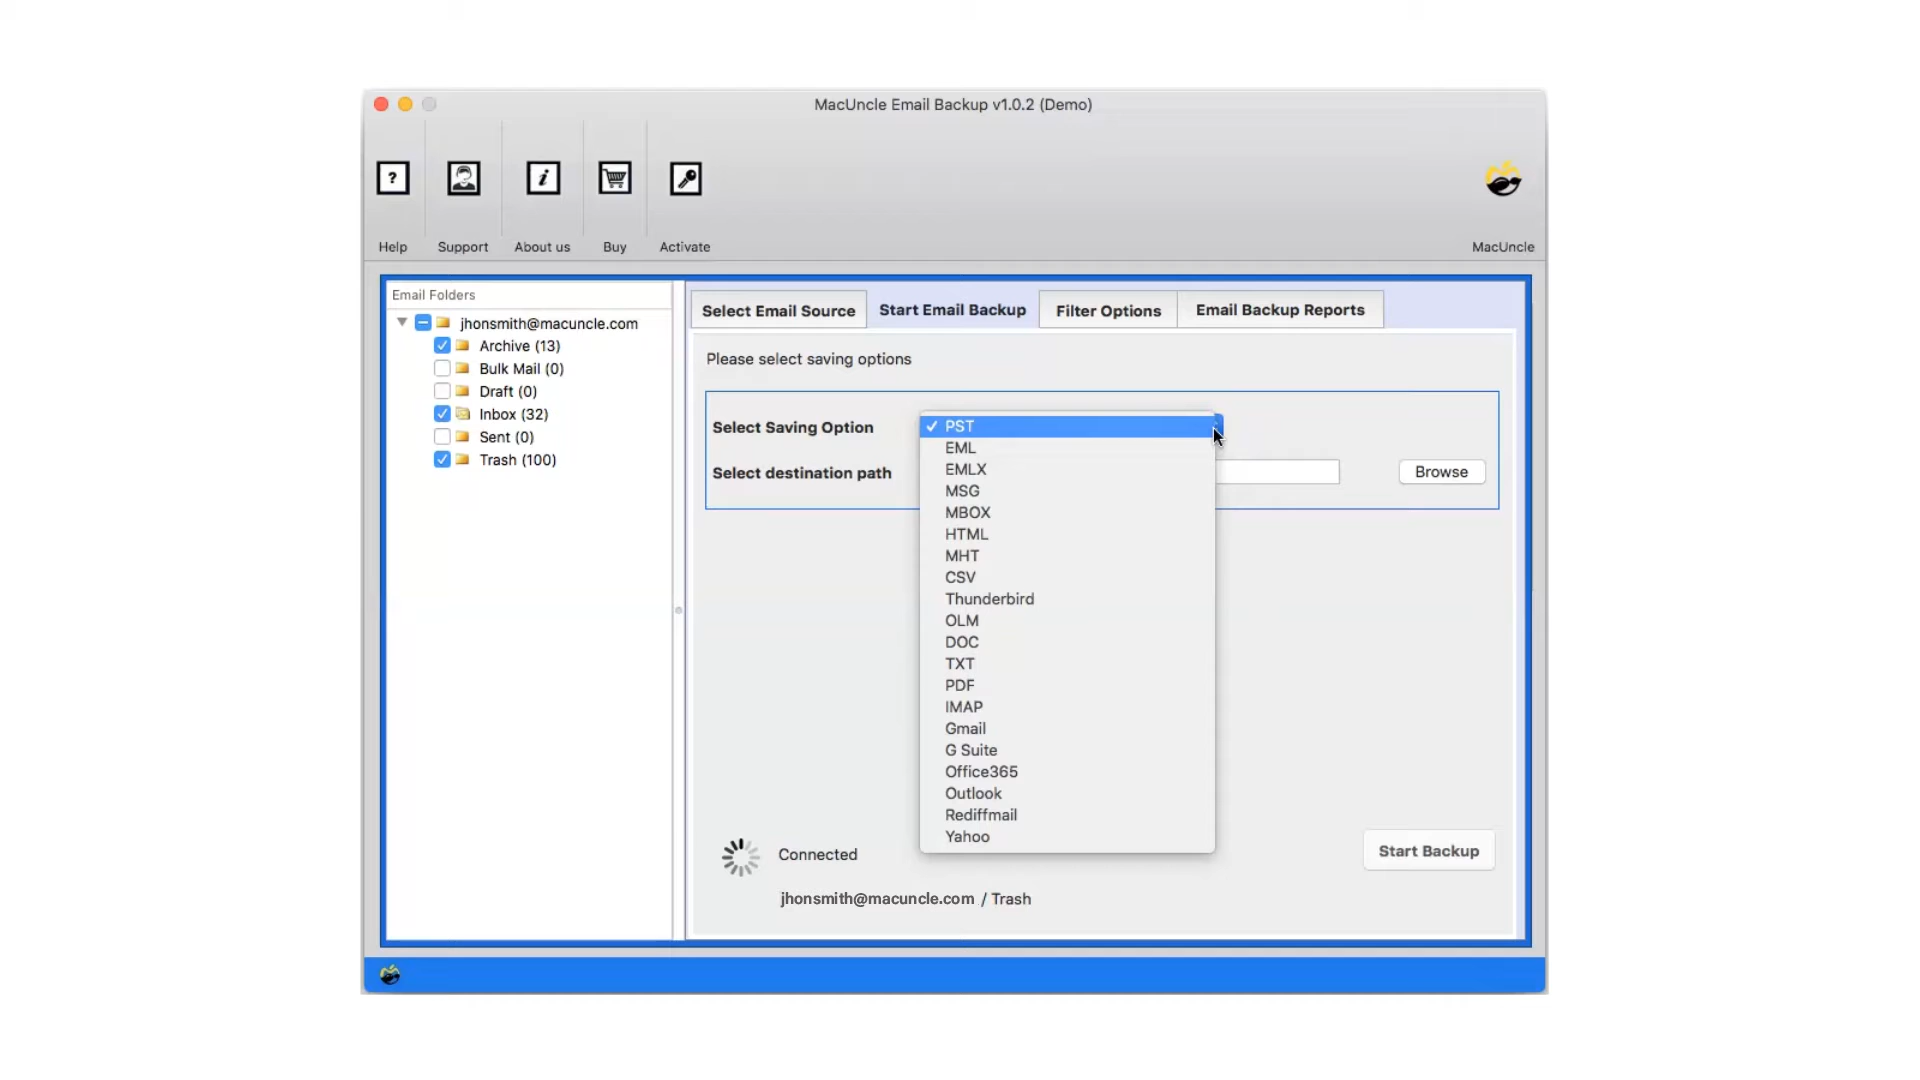 MacUncle Email Backup v1.0.2 (Demo)
?
i
Help
Support
About us
Buy
Activate
MacUncle
Email Folders
jhonsmith@macuncle.com
Archive (13)
Bulk Mail (0)
Draft (0)
Inbox (32)
Sent (0)
Trash (100)
Select Email Source
Start Email Backup
Filter Options
Email Backup Reports
Please select saving options
Select Saving Option
Select destination path
Browse
PST
EML
EMLX
MSG
MBOX
HTML
MHT
CSV
Thunderbird
OLM
DOC
TXT
PDF
IMAP
Gmail
G Suite
Office365
Outlook
Rediffmail
Yahoo
Connected
Start Backup
jhonsmith@macuncle.com / Trash